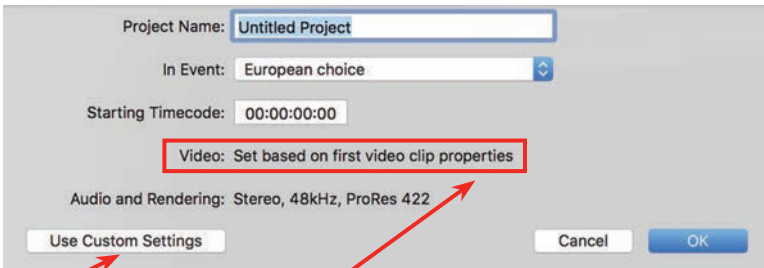 Project Name: Untitled Project
In Event: European choice
Starting Timecode: 00:00:00:00
Video: Set based on first video clip properties
Audio and Rendering: Stereo, 48kHz, ProRes 422
Use Custom Settings Cancel OK